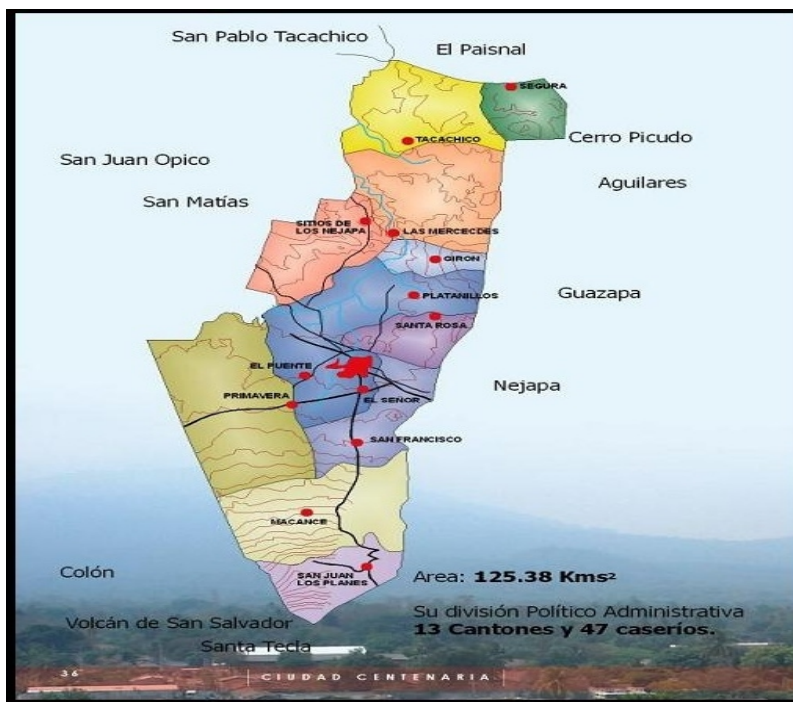 San Pablo Tacachico
El Paisnal
SEGURA
TACACHICO
Cerro Picudo
San Juan Opico
Aguilares
San Matías
SITIOS DE
LOS NEJAPA
LAS MERCECDES
GIRON
PLATANILLOS
Guazapa
SANTA ROSA
EL PUENTE
Nejapa
PRIMAVERA
EL SEÑOR
SAN FRANCISCO
MACANCE
Colón
SAN JUAN
LOS PLANES
Area: 125.38 Kms²
Su división Político Administrativa
13 Cantones y 47 caseríos.
Volcán de San Salvador
Santa Tecla
36
CIUDAD CENTENARIA